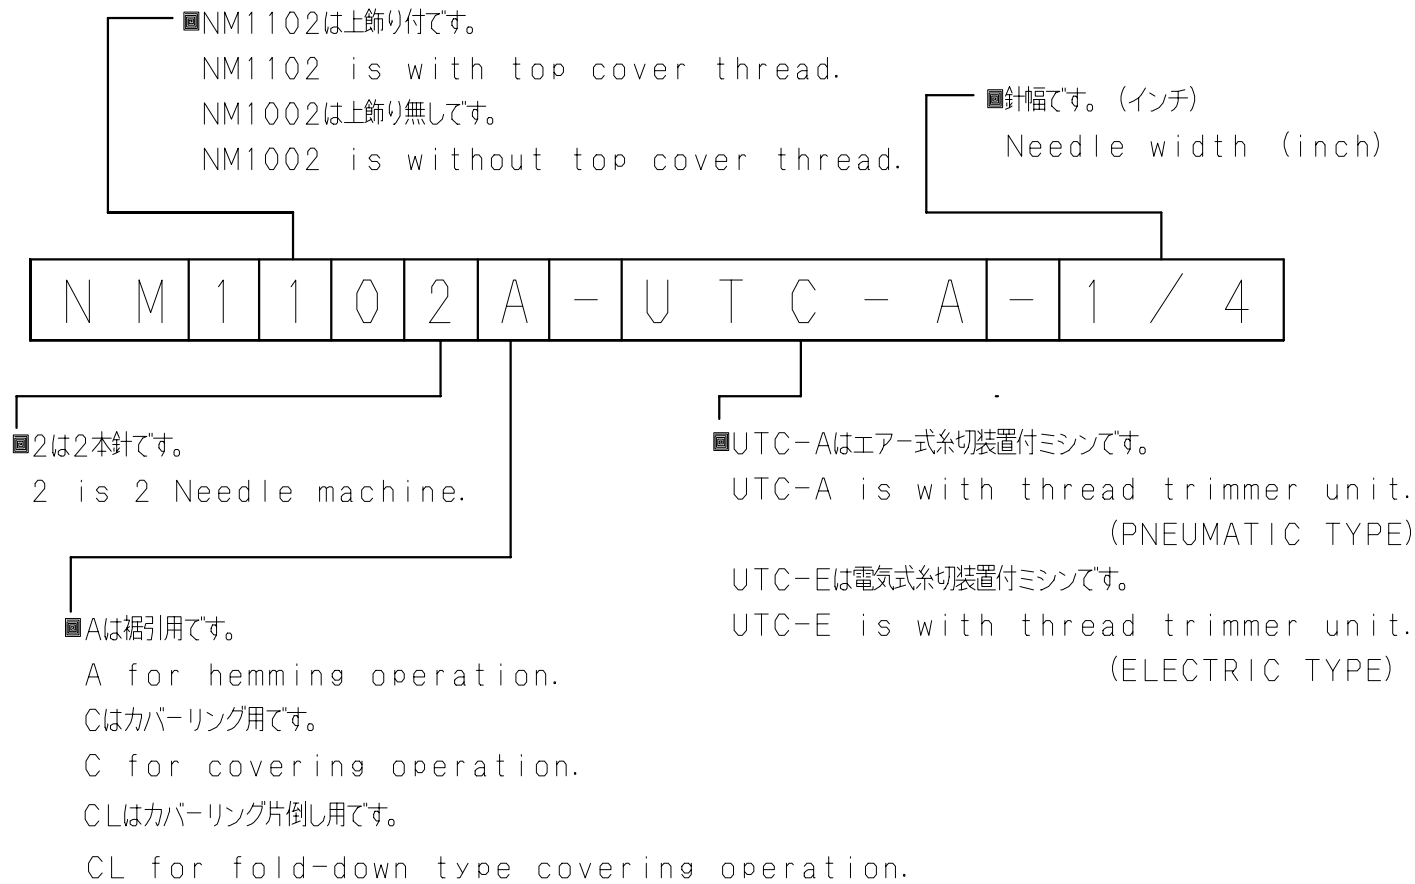 ▣NM1102は上飾り付です。
NM1102 is with top cover thread.
NM1002は上飾り無しです。
NM1002 is without top cover thread.
▣針幅です。（インチ）
Needle width (inch)
NM1102A-UTC-A-1/4
▣2は2本針です。
2 is 2 Needle machine.
▣Aは裾引用です。
A for hemming operation.
Cはカバーリング用です。
C for covering operation.
CLはカバーリング片倒し用です。
CL for fold-down type covering operation.
▣UTC-Aはエアー式糸切装置付ミシンです。
UTC-A is with thread trimmer unit.
(PNEUMATIC TYPE)
UTC-Eは電気式糸切装置付ミシンです。
UTC-E is with thread trimmer unit.
(ELECTRIC TYPE)